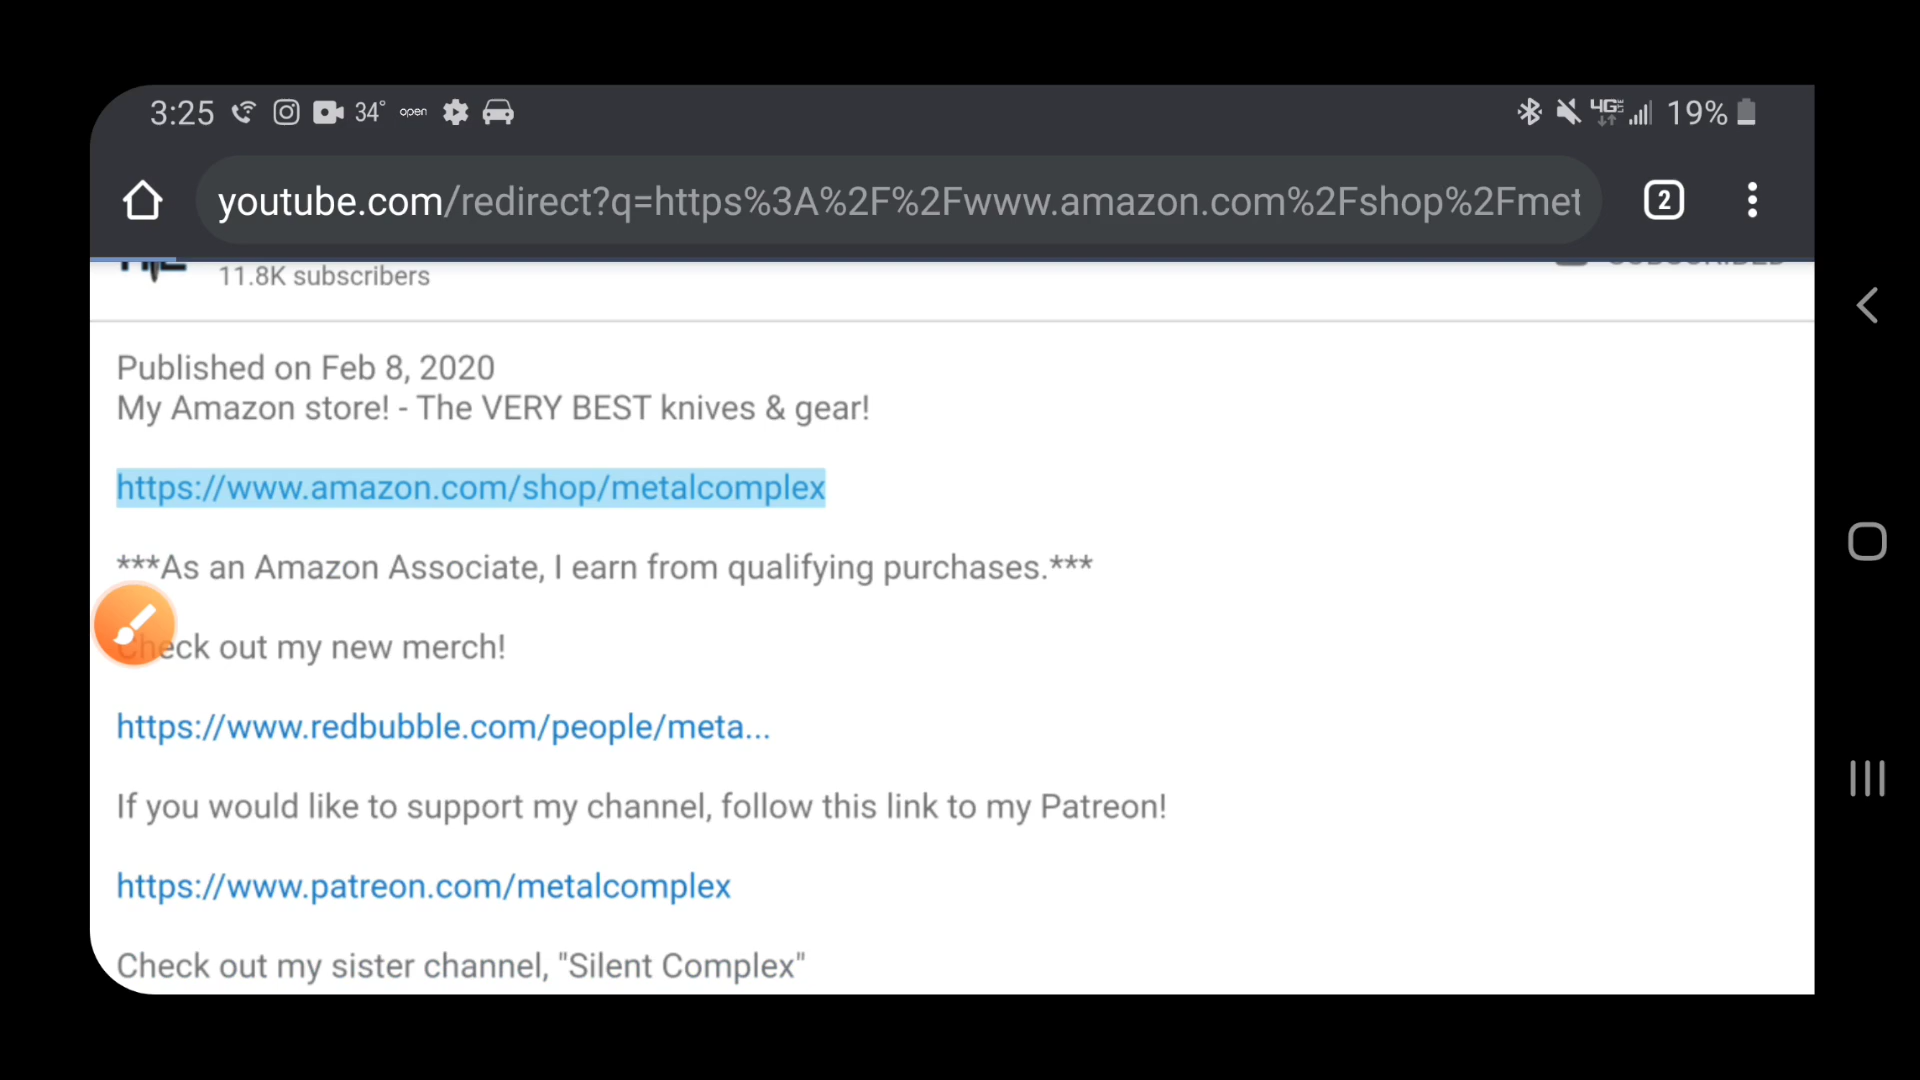 3:25 34° open 4G LTE 19%
youtube.com/redirect?q=https%3A%2F%2Fwww.amazon.com%2Fshop%2Fmet
2
11.8K subscribers
SUBSCRIBED
Published on Feb 8, 2020
My Amazon store! - The VERY BEST knives & gear!
https://www.amazon.com/shop/metalcomplex
***As an Amazon Associate, I earn from qualifying purchases.***
Check out my new merch!
https://www.redbubble.com/people/meta...
If you would like to support my channel, follow this link to my Patreon!
https://www.patreon.com/metalcomplex
Check out my sister channel, "Silent Complex"